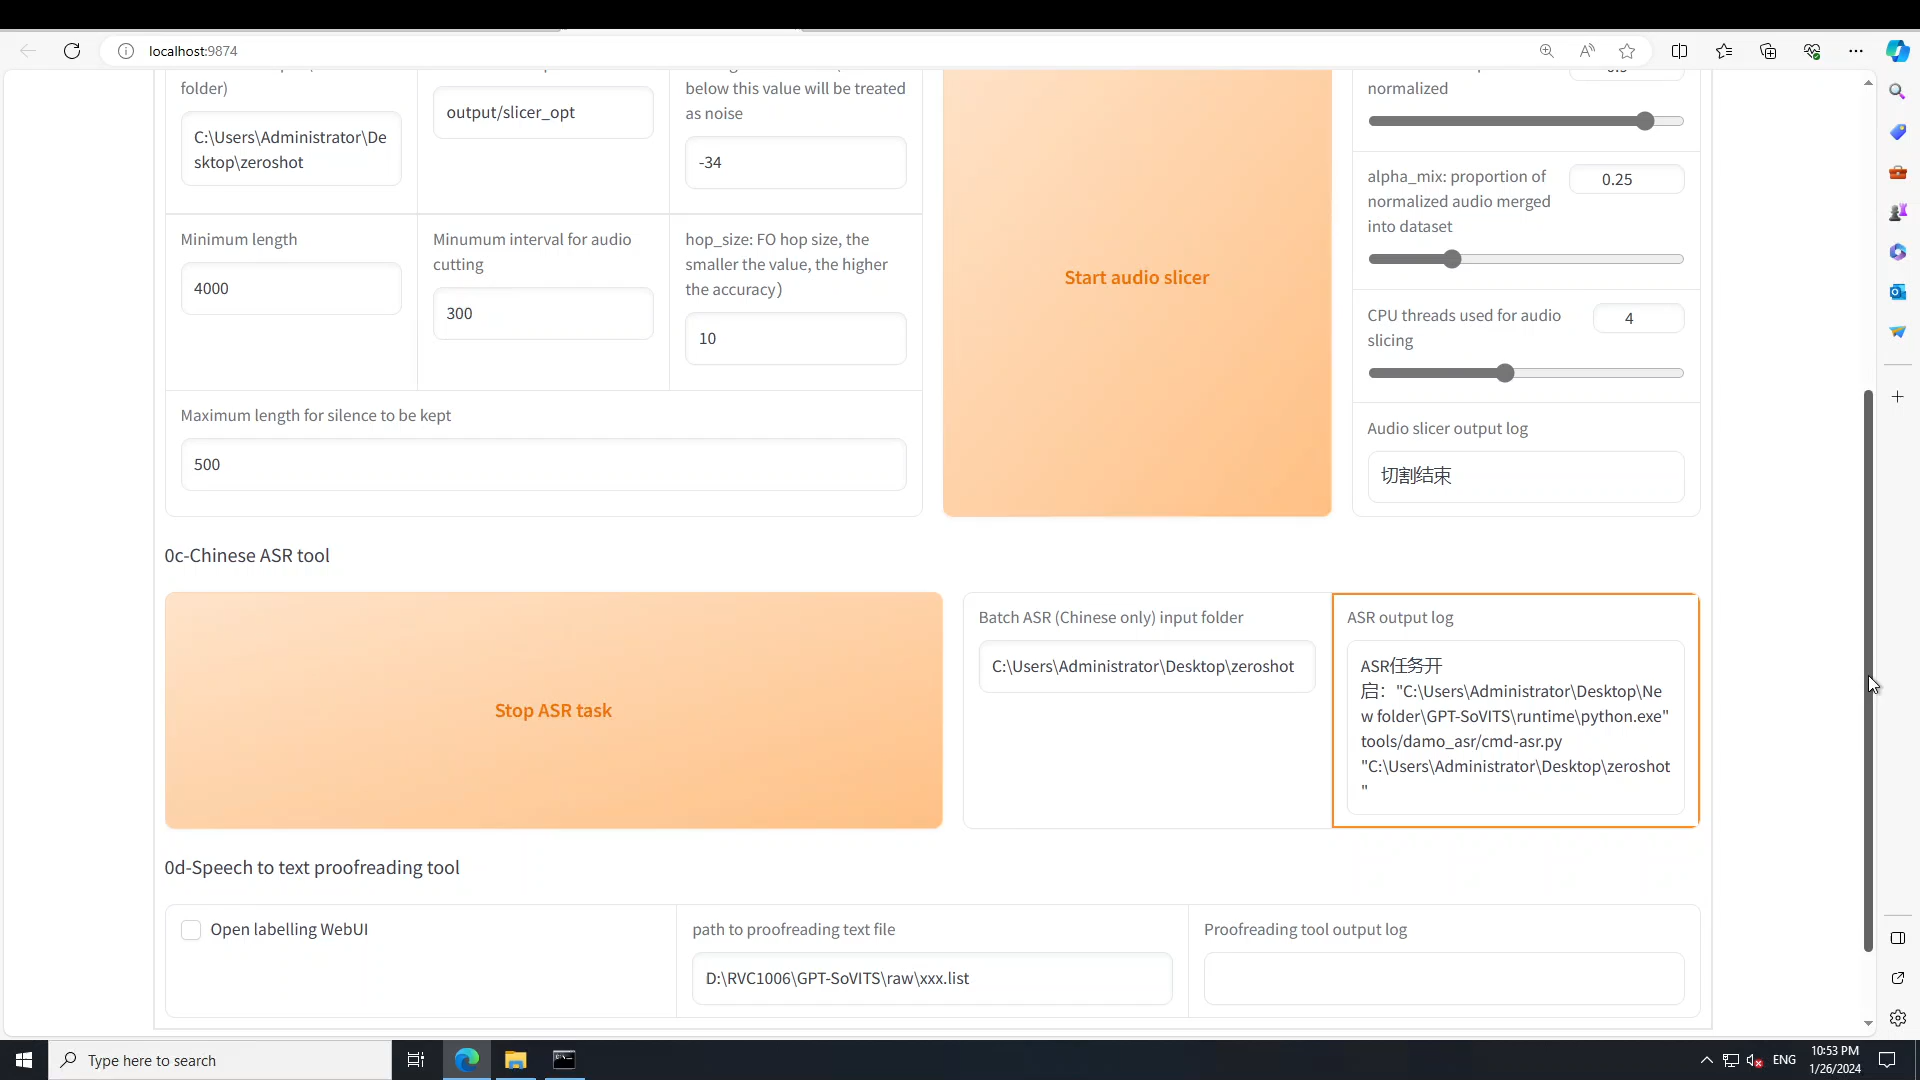 localhost:9874
folder)
C:\Users\Administrator\De
sktop\zeroshot
output/slicer_opt
below this value will be treated
as noise
-34
Minimum length
4000
Minumum interval for audio
cutting
300
hop_size: FO hop size, the
smaller the value, the higher
the accuracy）
10
Maximum length for silence to be kept
500
Start audio slicer
normalized
alpha_mix: proportion of
normalized audio merged
into dataset
0.25
CPU threads used for audio
slicing
4
Audio slicer output log
切割结束
0c-Chinese ASR tool
Stop ASR task
Batch ASR (Chinese only) input folder
C:\Users\Administrator\Desktop\zeroshot
ASR output log
ASR任务开
启："C:\Users\Administrator\Desktop\Ne
w folder\GPT-SoVITS\runtime\python.exe"
tools/damo_asr/cmd-asr.py
"C:\Users\Administrator\Desktop\zeroshot
"
0d-Speech to text proofreading tool
Open labelling WebUI
path to proofreading text file
D:\RVC1006\GPT-SoVITS\raw\xxx.list
Proofreading tool output log
Type here to search
ENG
10:53 PM
1/26/2024